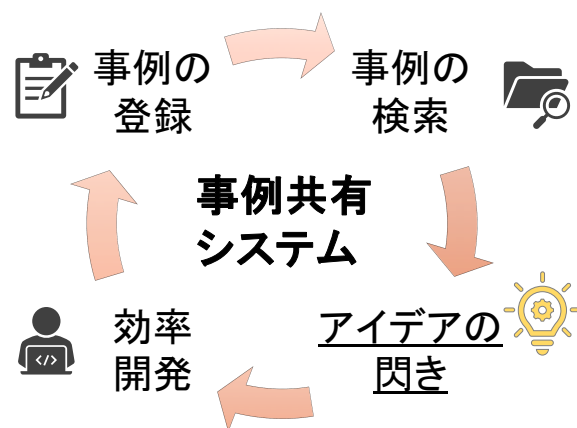 事例の
登録
事例の
検索
事例共有
システム
効率
開発
アイデアの
閃き
</>